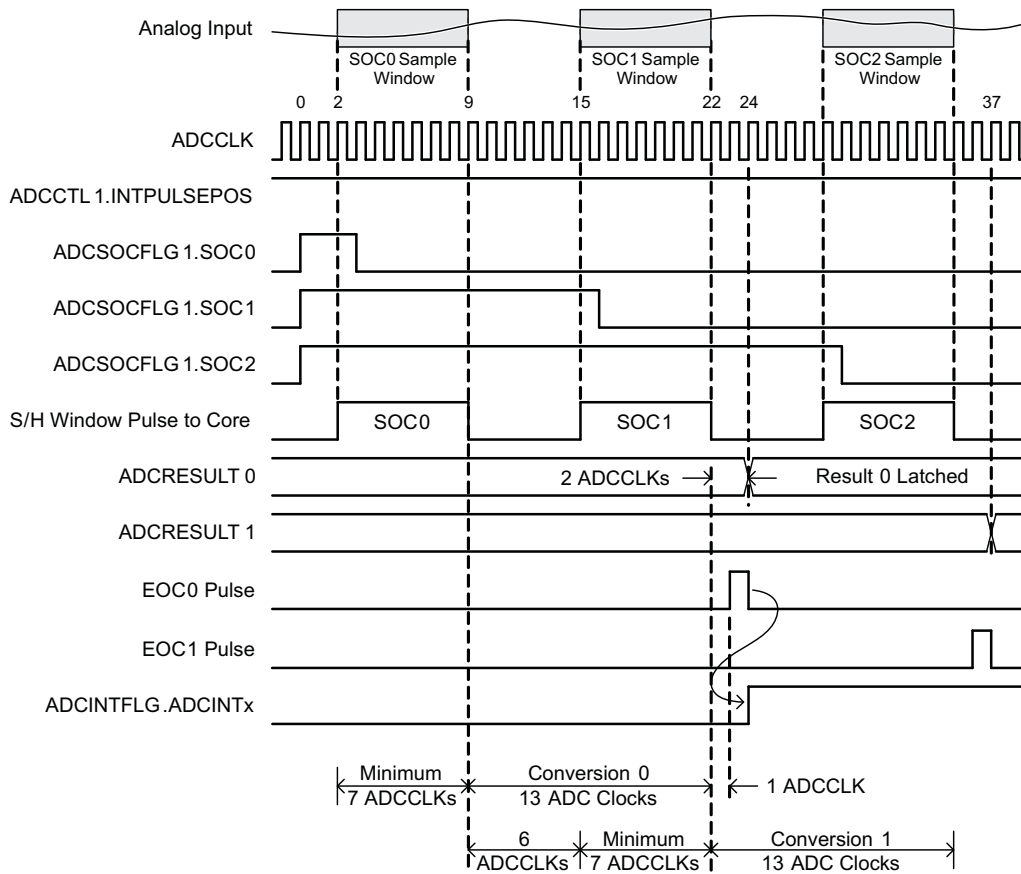 Analog Input
SOC0 Sample
Window
SOC1 Sample
Window
SOC2 Sample
Window
0 2 9 15 22 24 37
ADCCLK
ADCCTL 1.INTPULSEPOS
ADCSOCFLG 1.SOC0
ADCSOCFLG 1.SOC1
ADCSOCFLG 1.SOC2
S/H Window Pulse to Core SOC0 SOC1 SOC2
ADCRESULT 0 2 ADCCLKs Result 0 Latched
ADCRESULT 1
EOC0 Pulse
EOC1 Pulse
ADCINTFLG .ADCINTx
Minimum
7 ADCCLKs
Conversion 0
13 ADC Clocks
1 ADCCLK
6
ADCCLKs
Minimum
7 ADCCLKs
Conversion 1
13 ADC Clocks